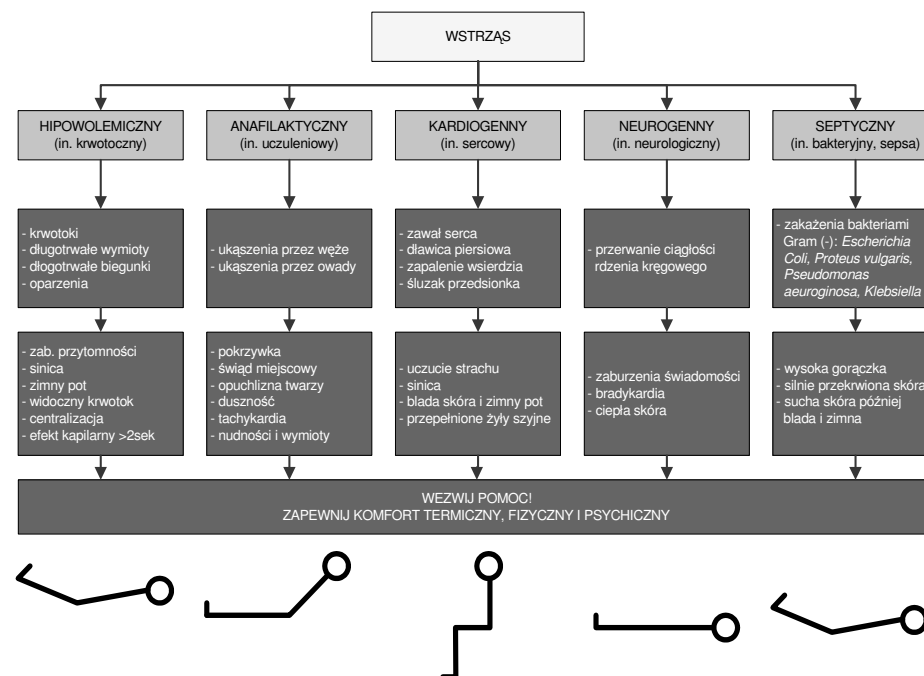 WSTRZĄS
HIPOWOLEMICZNY
(in. krwotoczny)
ANAFILAKTYCZNY
(in. uczuleniowy)
KARDIOGENNY
(in. sercowy)
NEUROGENNY
(in. neurologiczny)
SEPTYCZNY
(in. bakteryjny, sepsa)
- krwotoki
- długotrwałe wymioty
- dłogotrwałe biegunki
- oparzenia
- ukąszenia przez węże
- ukąszenia przez owady
- zawał serca
- dławica piersiowa
- zapalenie wsierdzia
- śluzak przedsionka
- przerwanie ciągłości
rdzenia kręgowego
- zakażenia bakteriami
Gram (-): Escherichia
Coli, Proteus vulgaris,
Pseudomonas
aeuroginosa, Klebsiella
- zab. przytomności
- sinica
- zimny pot
- widoczny krwotok
- centralizacja
- efekt kapilarny >2sek
- pokrzywka
- świąd miejscowy
- opuchlizna twarzy
- duszność
- tachykardia
- nudności i wymioty
- uczucie strachu
- sinica
- blada skóra i zimny pot
- przepełnione żyły szyjne
- zaburzenia świadomości
- bradykardia
- ciepła skóra
- wysoka gorączka
- silnie przekrwiona skóra
- sucha skóra później
blada i zimna
WEZWIJ POMOC!
ZAPEWNIJ KOMFORT TERMICZNY, FIZYCZNY I PSYCHICZNY